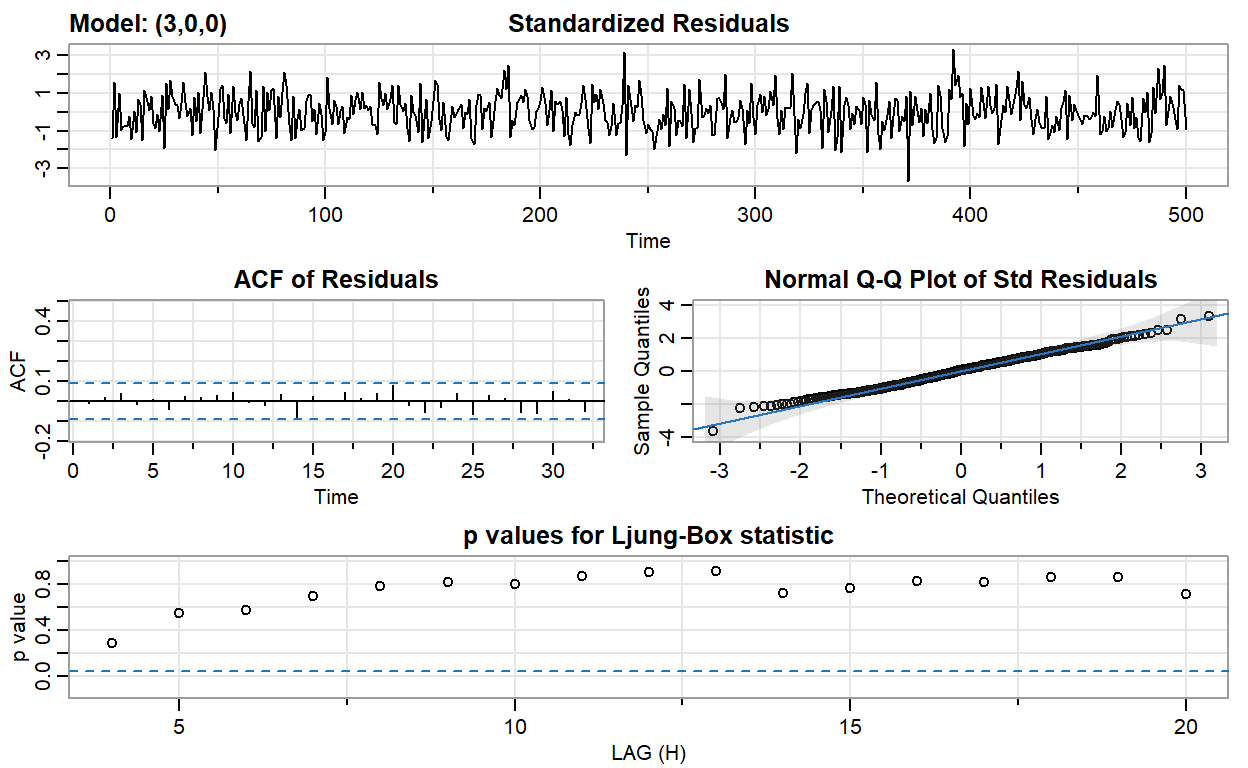 Model: (3,0,0) Standardized Residuals
3
1
-1
-3
0 100 200 300 400 500
Time
ACF of Residuals
ACF
0.4
0.1
-0.2
0 5 10 15 20 25 30
Time
Normal Q-Q Plot of Std Residuals
Sample Quantiles
4
2
0
-4
-3 -2 -1 0 1 2 3
Theoretical Quantiles
p values for Ljung-Box statistic
p value
0.8
0.4
0.0
5 10 15 20
LAG (H)